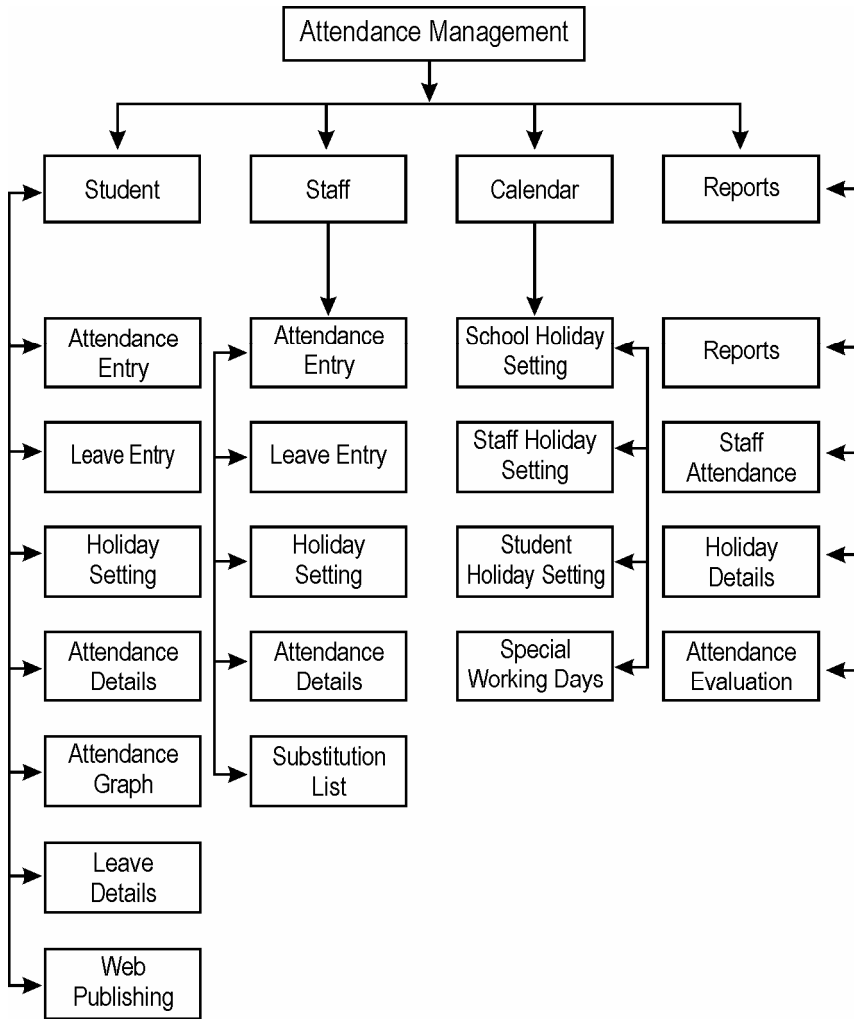 Attendance Management
Student
Staff
Calendar
Reports
Attendance
Entry
Attendance
Entry
School Holiday
Setting
Reports
Leave Entry
Leave Entry
Staff Holiday
Setting
Staff
Attendance
Holiday
Setting
Holiday
Setting
Student
Holiday Setting
Holiday
Details
Attendance
Details
Attendance
Details
Special
Working Days
Attendance
Evaluation
Attendance
Graph
Substitution
List
Leave
Details
Web
Publishing